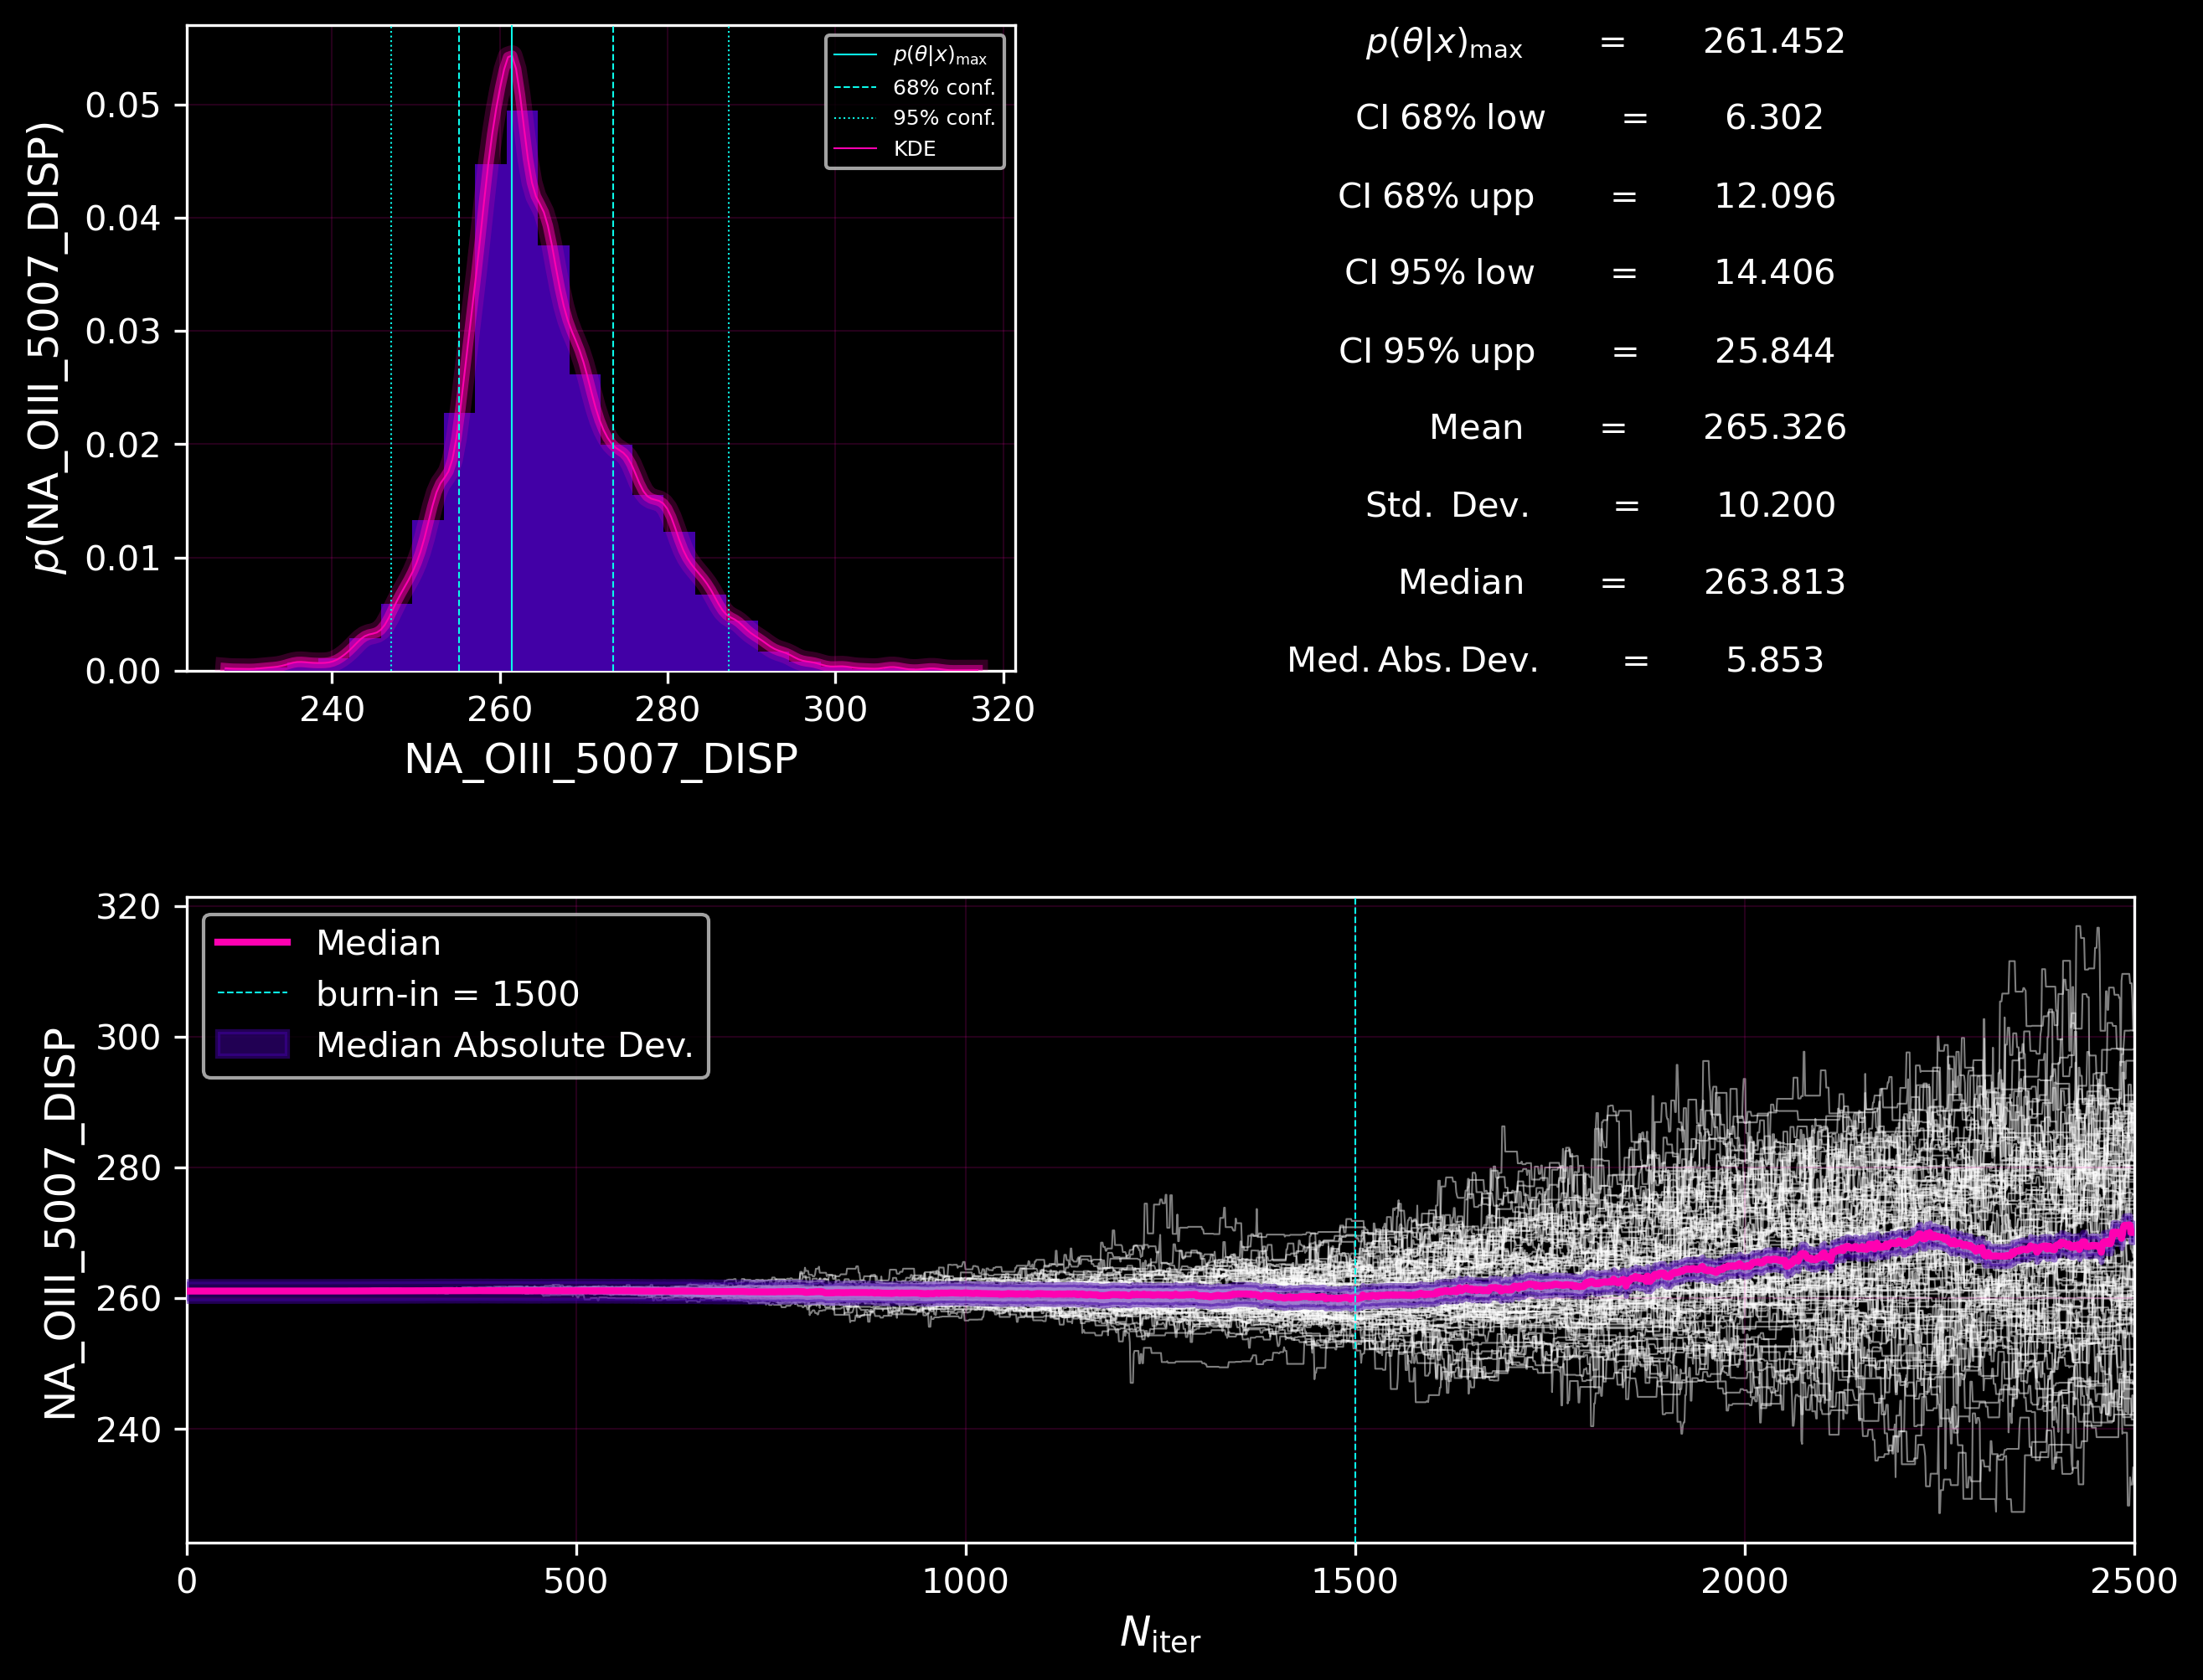 p(θ|x)max
68% conf.
95% conf.
KDE
0.05
0.04
0.03
0.02
0.01
0.00
p(NA_OIII_5007_DISP)
240 260 280 300 320
NA_OIII_5007_DISP
p(θ|x)max = 261.452
CI 68% low = 6.302
CI 68% upp = 12.096
CI 95% low = 14.406
CI 95% upp = 25.844
Mean = 265.326
Std. Dev. = 10.200
Median = 263.813
Med. Abs. Dev. = 5.853
320
300
280
260
240
NA_OIII_5007_DISP
Median
burn-in = 1500
Median Absolute Dev.
0 500 1000 1500 2000 2500
Niter